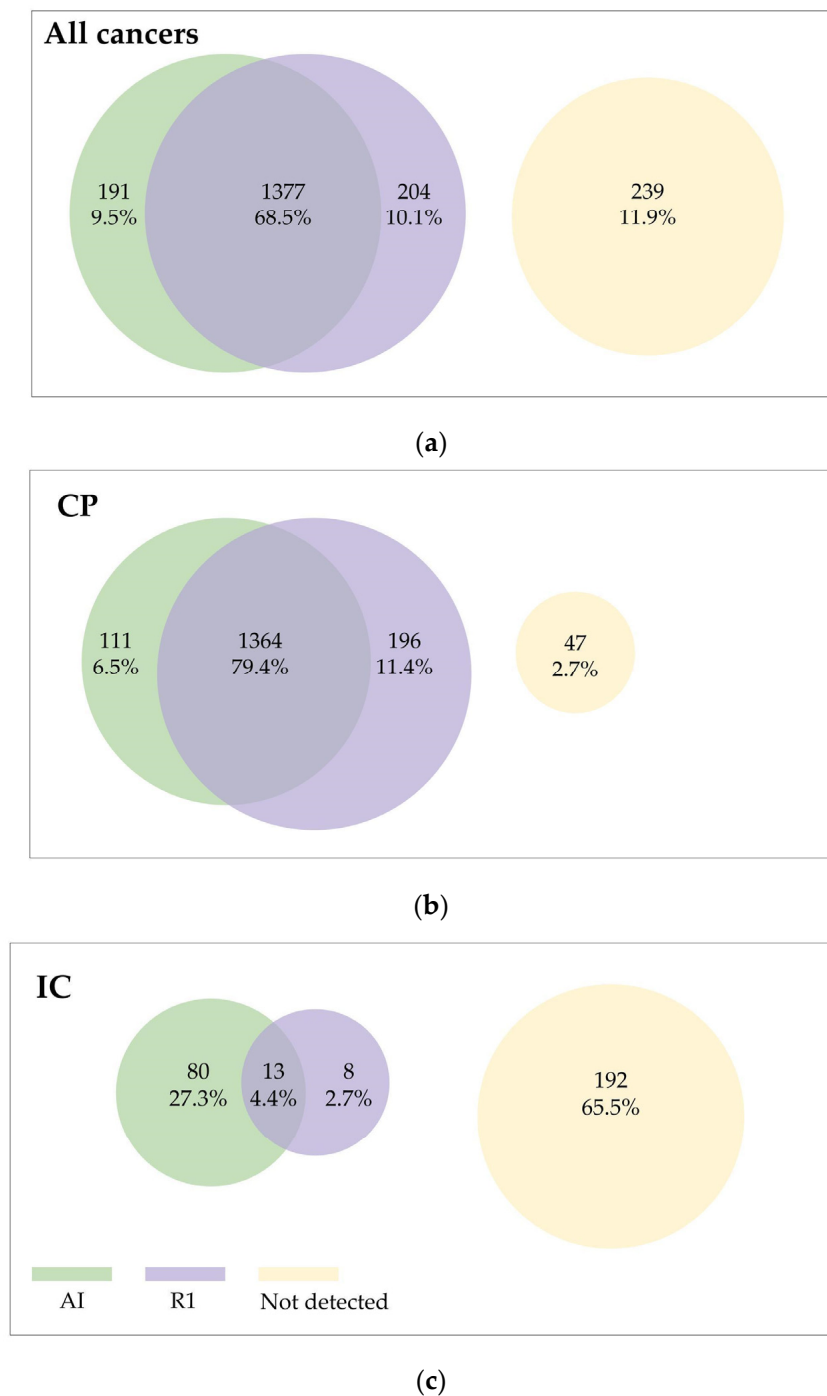 All cancers
191
9.5%
1377
68.5%
204
10.1%
239
11.9%
(a)
CP
111
6.5%
1364
79.4%
196
11.4%
47
2.7%
(b)
IC
80
27.3%
13
4.4%
8
2.7%
192
65.5%
AI
R1
Not detected
(c)